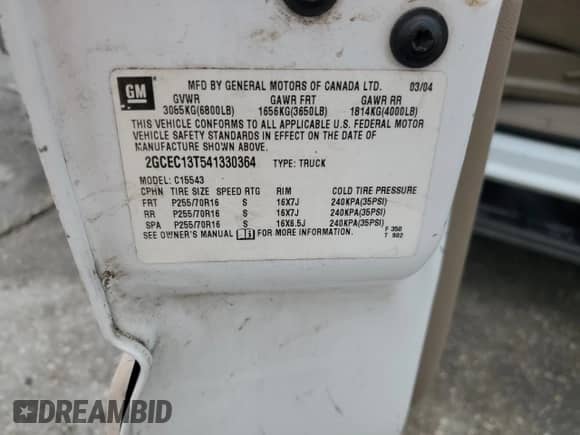 GM
MFD BY GENERAL MOTORS OF CANADA LTD. 03/04
GVWR GAWR FRT GAWR RR
3085KG(6800LB) 1656KG(3650LB) 1814KG(4000LB)
THIS VEHICLE CONFORMS TO ALL APPLICABLE U.S. FEDERAL MOTOR
VEHICLE SAFETY STANDARDS IN EFFECT ON THE DATE OF
MANUFACTURE SHOWN ABOVE.
2GCEC13T541330364 TYPE: TRUCK
MODEL: C15543
CPHN TIRE SIZE SPEED RTG RIM COLD TIRE PRESSURE
FRT P255/70R16 S 16X7J 240KPA(35PSI)
RR P255/70R16 S 16X7J 240KPA(35PSI)
SPA P255/70R16 S 16X6.5J 240KPA(35PSI)
SEE OWNER'S MANUAL FOR MORE INFORMATION. F 350
T 902
DREAMBID